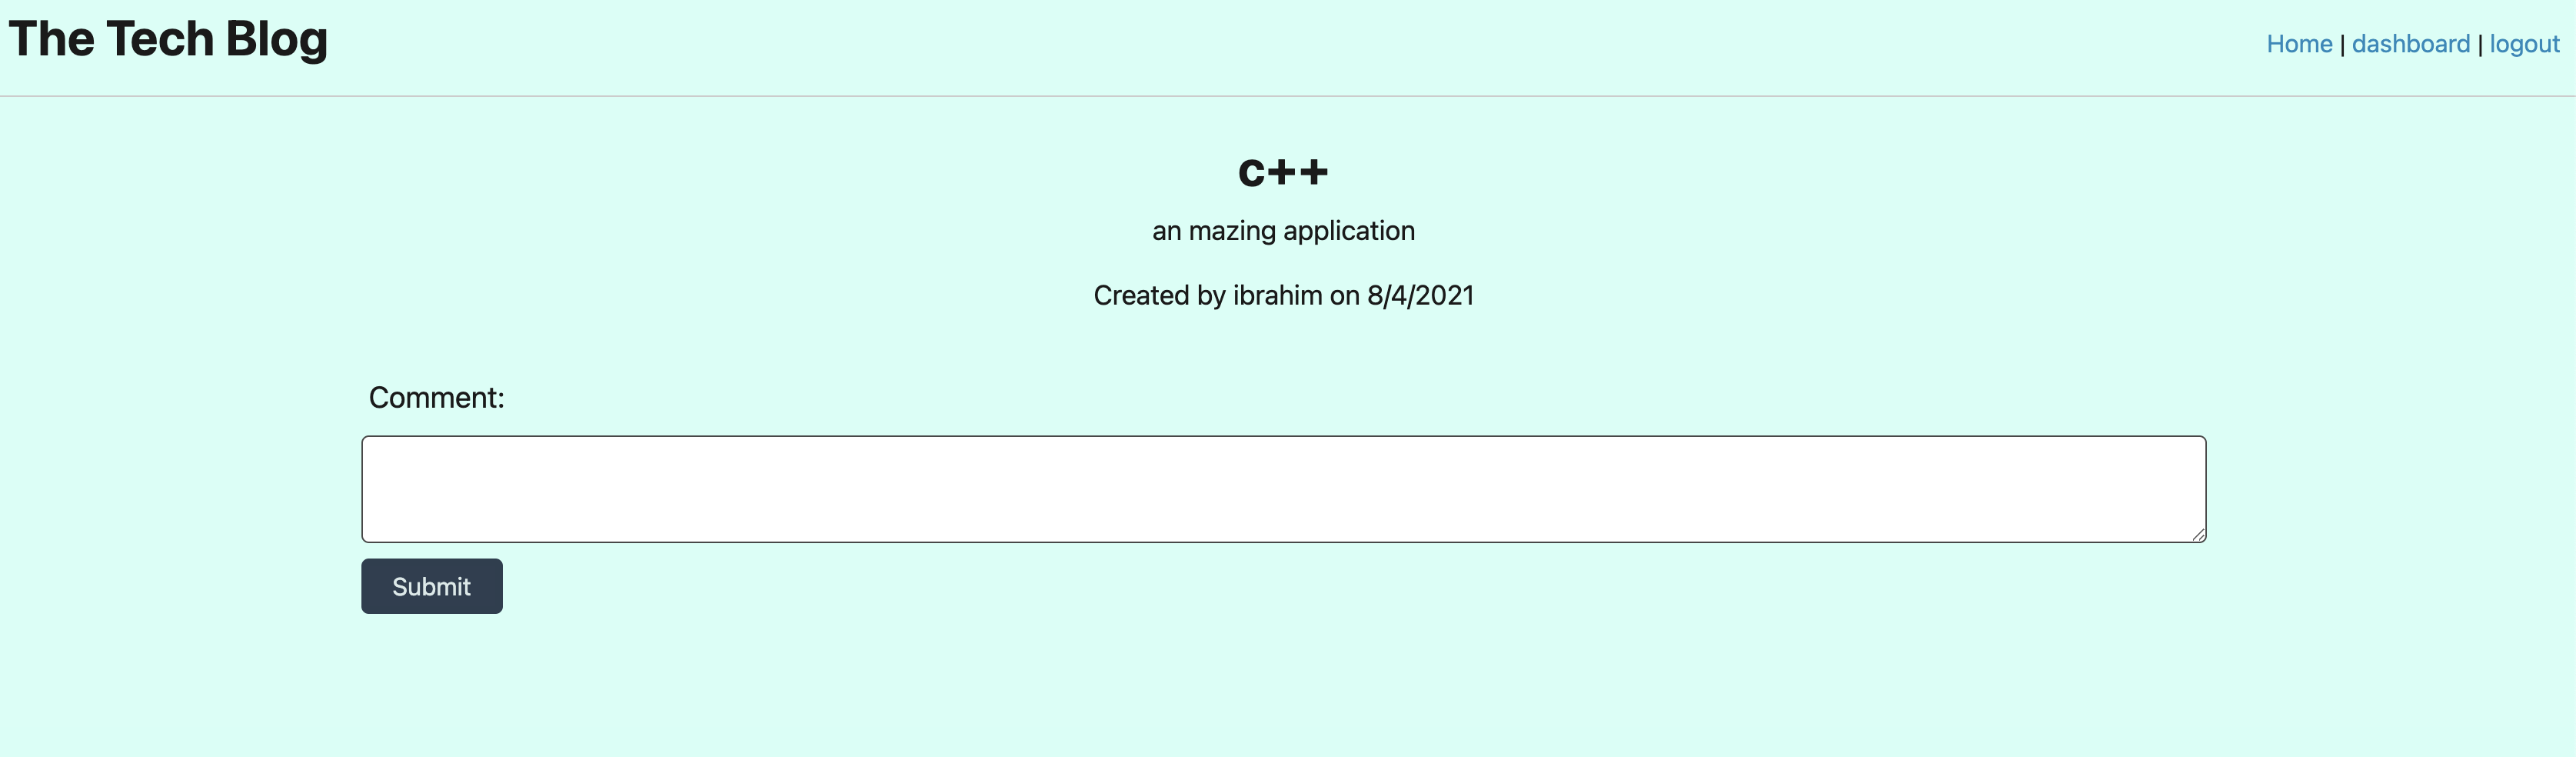 The Tech Blog
Home | dashboard | logout
c++
an mazing application
Created by ibrahim on 8/4/2021
Comment:
Submit